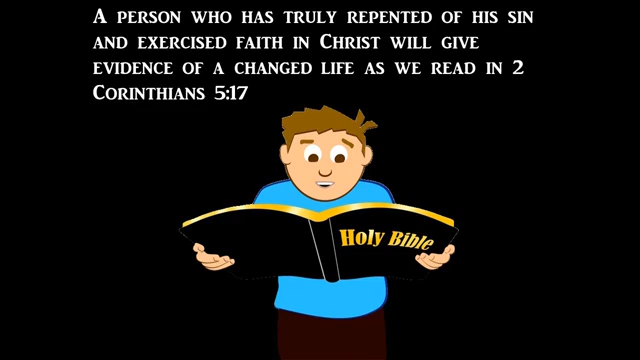 A person who has truly repented of his sin
and exercised faith in Christ will give
evidence of a changed life as we read in 2
Corinthians 5:17
Holy Bible